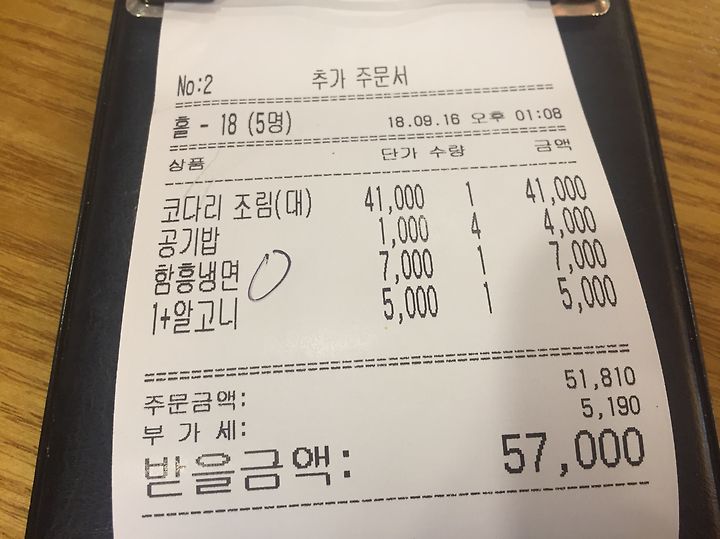 No:2 추가 주문서
홀 - 18 (5명) 18.09.16 오후 01:08
상품 단가 수량 금액
코다리 조림(대) 41,000 1 41,000
공기밥 1,000 4 4,000
함흥냉면 7,000 1 7,000
1+알고니 5,000 1 5,000
주문금액: 51,810
부 가 세: 5,190
받을금액: 57,000